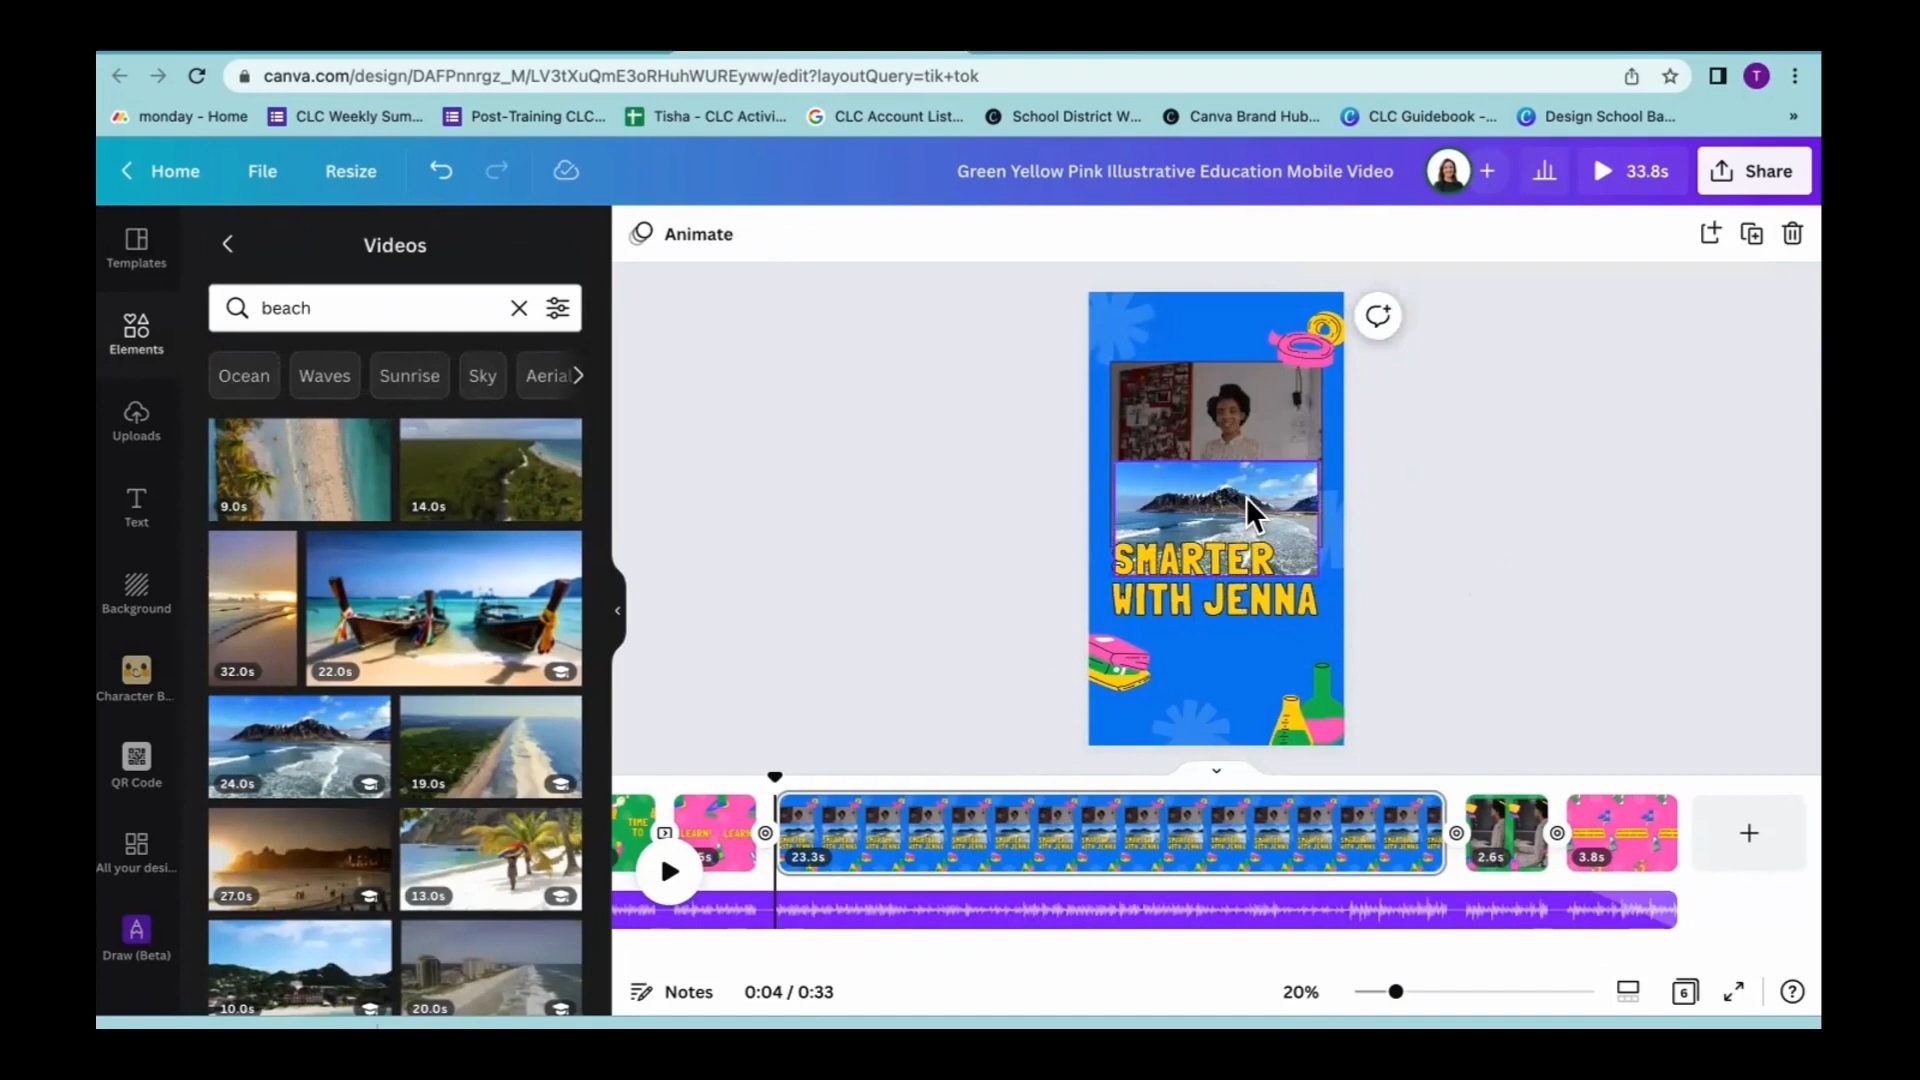 canva.com/design/DAFPnnrgz_M/LV3tXuQmE3oRHuhWUREyww/edit?layoutQuery=tik+tok
T
monday - Home
CLC Weekly Sum...
Post-Training CLC...
Tisha - CLC Activi...
CLC Account List...
School District W...
Canva Brand Hub...
CLC Guidebook -...
Design School Ba...
»
Home
File
Resize
Green Yellow Pink Illustrative Education Mobile Video
33.8s
Share
Templates
Elements
Uploads
Text
Background
Character B...
QR Code
All your desi...
Draw (Beta)
Videos
beach
Ocean
Waves
Sunrise
Sky
Aerial
9.0s
14.0s
32.0s
22.0s
24.0s
19.0s
27.0s
13.0s
10.0s
20.0s
Animate
SMARTER
WITH JENNA
TIME
TO
LEARN!
LEARN
23.3s
2.6s
3.8s
Notes
0:04 / 0:33
20%
6